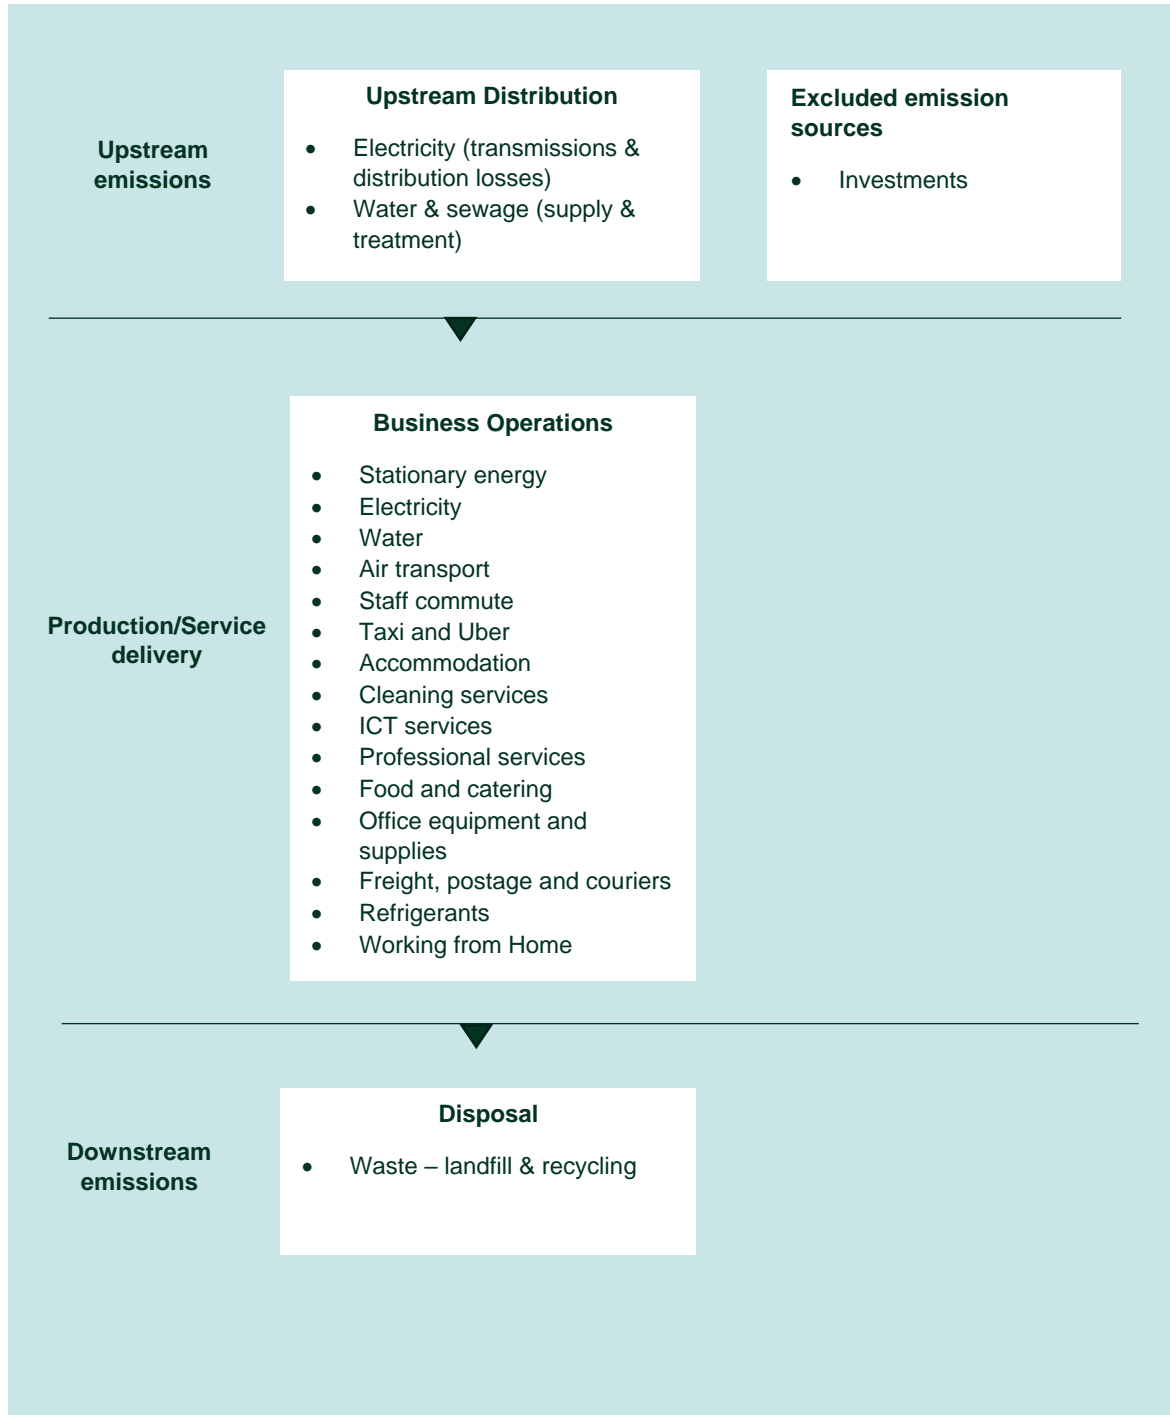 Upstream
emissions
Upstream Distribution
• Electricity (transmissions &
distribution losses)
• Water & sewage (supply &
treatment)
Excluded emission
sources
• Investments
Production/Service
delivery
Business Operations
• Stationary energy
• Electricity
• Water
• Air transport
• Staff commute
• Taxi and Uber
• Accommodation
• Cleaning services
• ICT services
• Professional services
• Food and catering
• Office equipment and
supplies
• Freight, postage and couriers
• Refrigerants
• Working from Home
Downstream
emissions
Disposal
• Waste – landfill & recycling